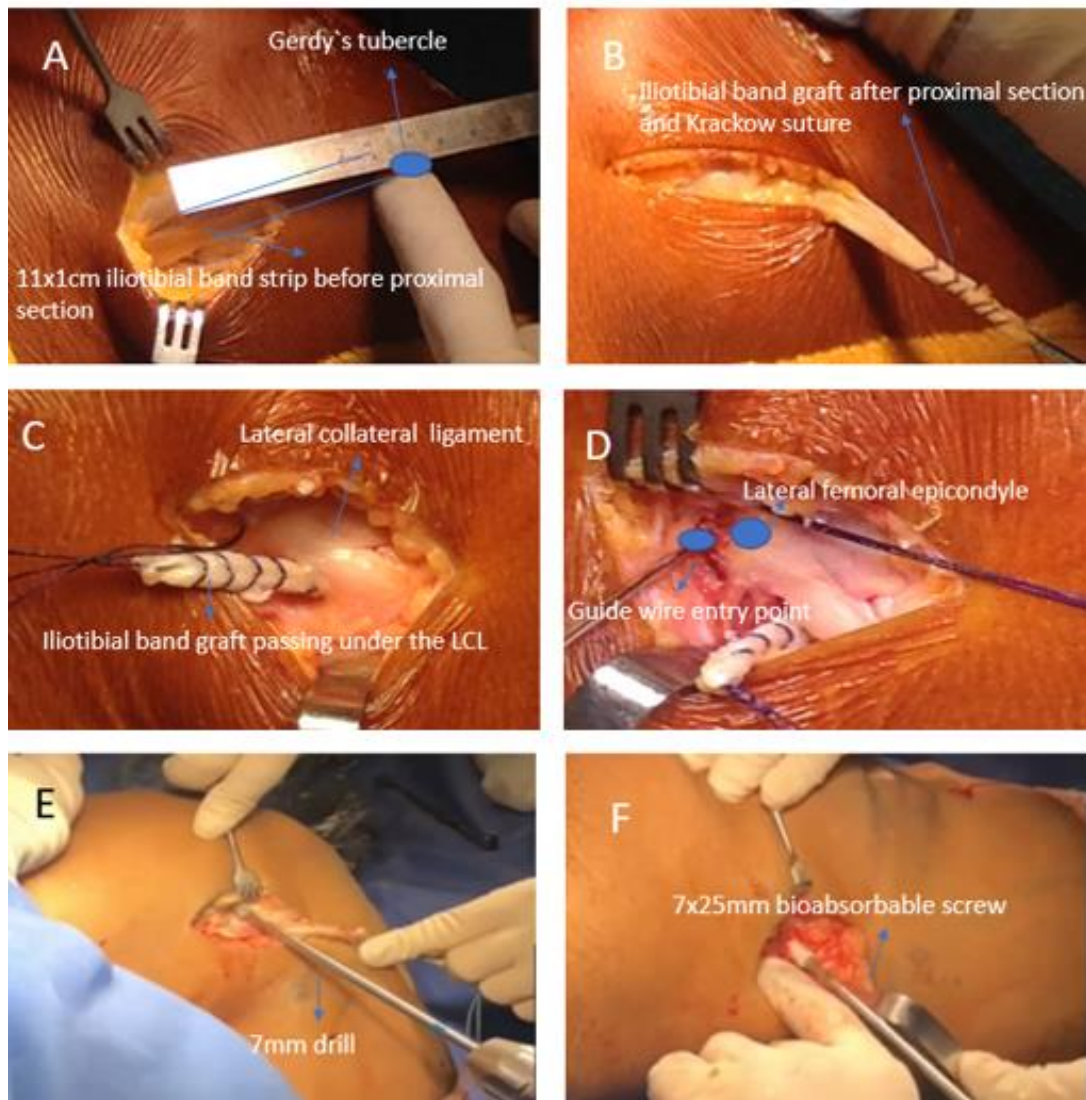 A
Gerdy`s tubercle
11x1cm iliotibial band strip before proximal
section
B
Iliotibial band graft after proximal section
and Krackow suture
C
Lateral collateral ligament
Iliotibial band graft passing under the LCL
D
Lateral femoral epicondyle
Guide wire entry point
E
7mm drill
F
7x25mm bioabsorbable screw